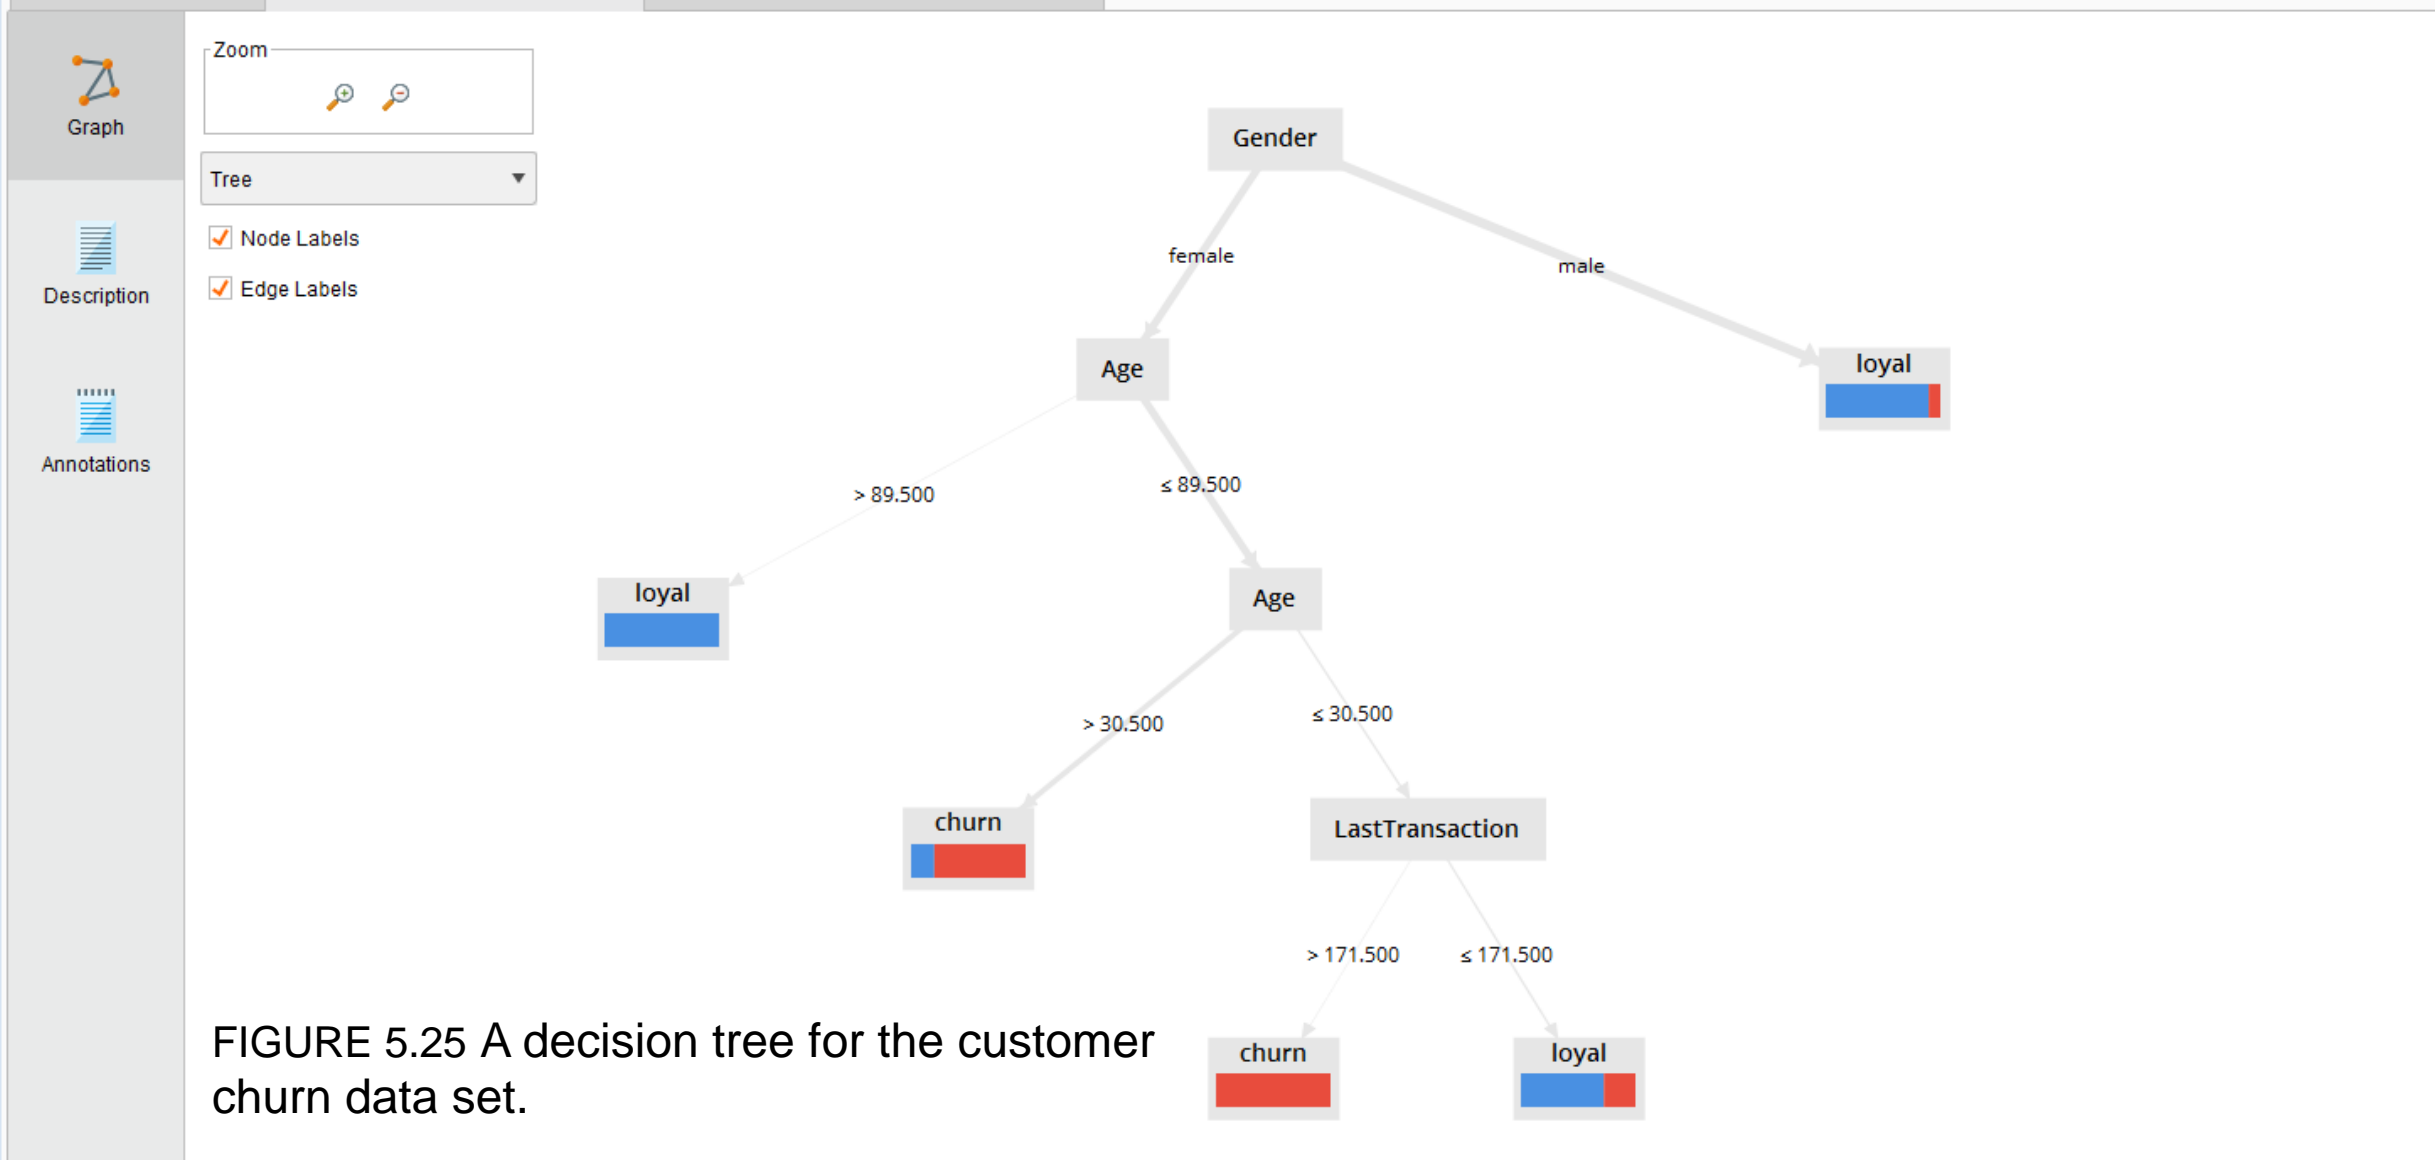 Graph
Description
Annotations
Zoom
Tree
Node Labels
Edge Labels
Gender
female
male
Age
loyal
> 89.500
≤ 89.500
loyal
Age
> 30.500
≤ 30.500
churn
LastTransaction
> 171.500
≤ 171.500
churn
loyal
FIGURE 5.25 A decision tree for the customer
churn data set.